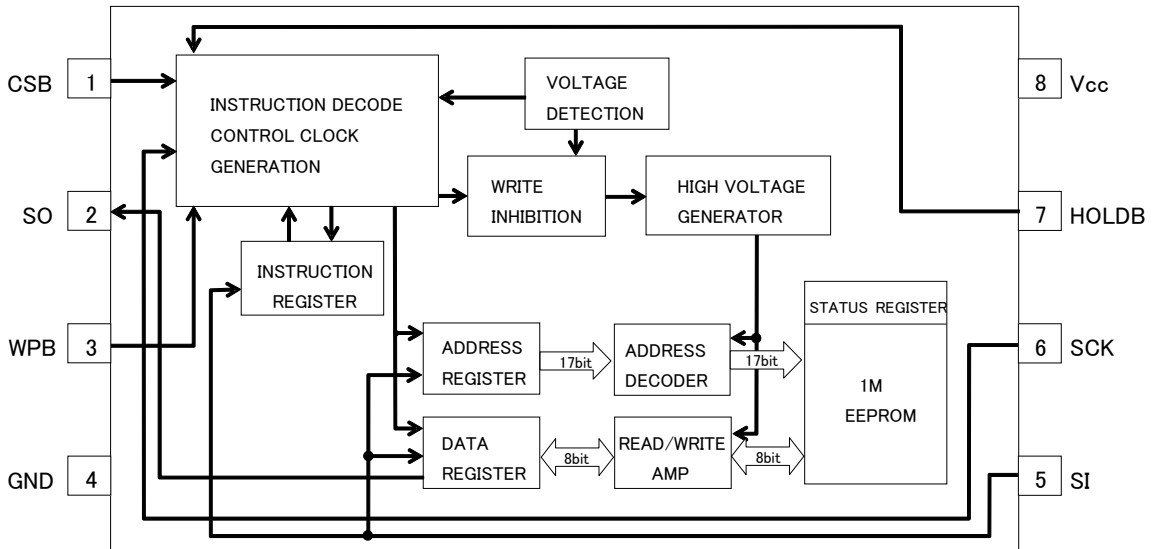 CSB
1
INSTRUCTION DECODE
CONTROL CLOCK
GENERATION
VOLTAGE
DETECTION
8
Vcc
SO
2
WRITE
INHIBITION
HIGH VOLTAGE
GENERATOR
7
HOLDB
INSTRUCTION
REGISTER
STATUS REGISTER
WPB
3
ADDRESS
REGISTER
17bit
ADDRESS
DECODER
17bit
1M
EEPROM
6
SCK
GND
4
DATA
REGISTER
8bit
READ/WRITE
AMP
8bit
5
SI